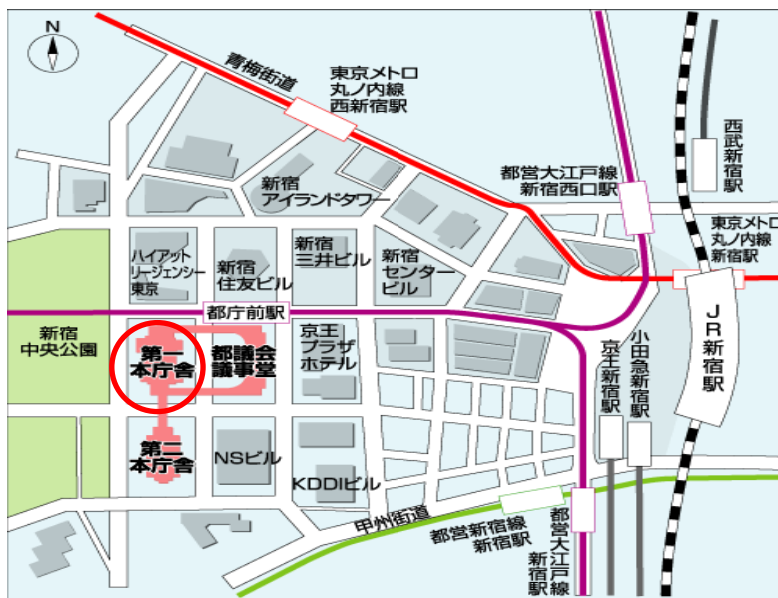 N
青梅街道
東京メトロ
丸ノ内線
西新宿駅
西武新宿駅
都営大江戸線
新宿西口駅
新宿
アイランドタワー
東京メトロ
丸ノ内線
新宿駅
ハイアット
リージェンシー
東京
新宿
住友ビル
新宿
三井ビル
新宿
センター
ビル
都庁前駅
新宿
中央公園
第一
本庁舎
都議会
議事堂
京王
プラザ
ホテル
小田急新宿駅
京王新宿駅
JR新宿駅
第二
本庁舎
NSビル
KDDIビル
甲州街道
都営新宿線
新宿駅
都営大江戸線
新宿駅